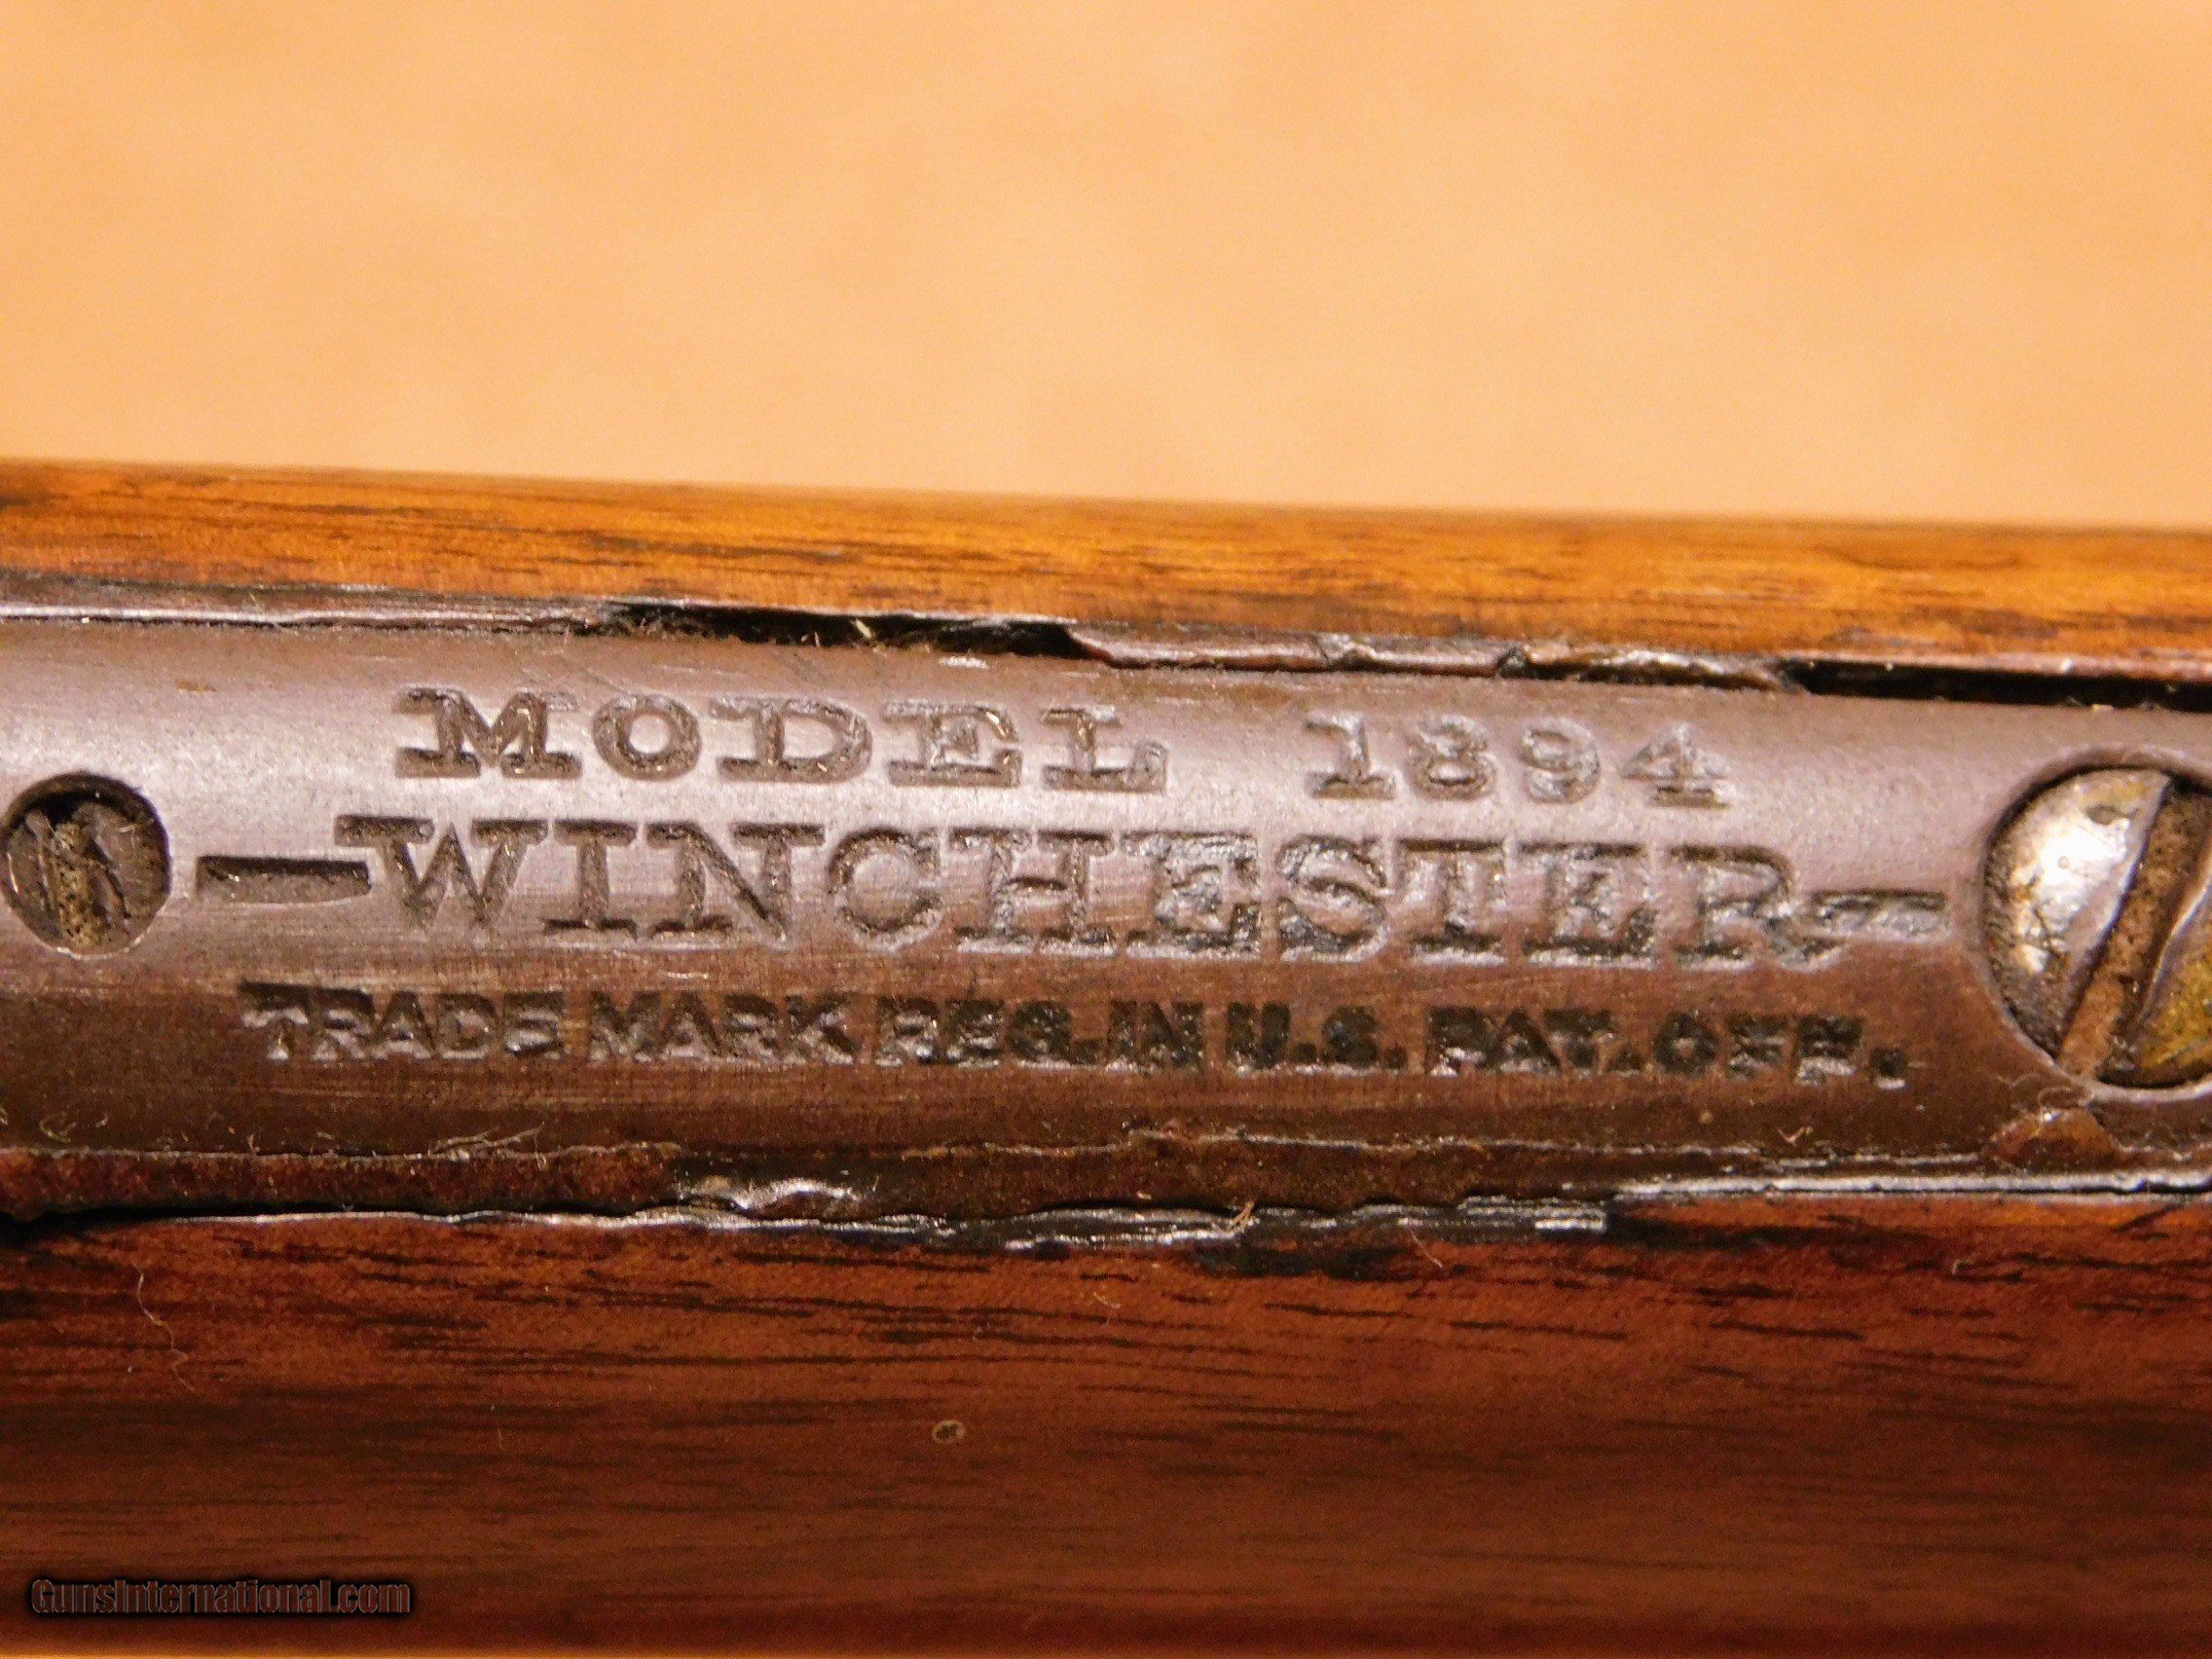 MODEL 1894
—WINCHESTER—
TRADE MARK REG. IN U.S. PAT. OFF.
GunsInternational.com